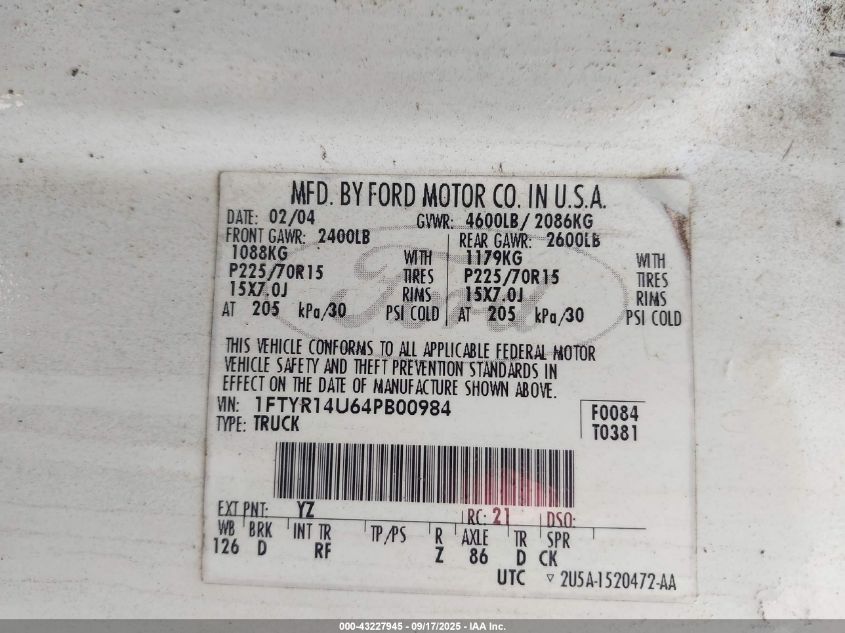 MFD. BY FORD MOTOR CO. IN U.S.A.
DATE: 02/04 GVWR: 4600LB/ 2086KG
FRONT GAWR: 2400LB REAR GAWR: 2600LB
1088KG WITH 1179KG WITH
P225/70R15 TIRES P225/70R15 TIRES
15X7.0J RIMS 15X7.0J RIMS
AT 205 kPa/30 PSI COLD AT 205 kPa/30 PSI COLD
Ford
THIS VEHICLE CONFORMS TO ALL APPLICABLE FEDERAL MOTOR
VEHICLE SAFETY AND THEFT PREVENTION STANDARDS IN
EFFECT ON THE DATE OF MANUFACTURE SHOWN ABOVE.
VIN: 1FTYR14U64PB00984 F0084
TYPE: TRUCK T0381
EXT PNT: YZ RC: 21 DSO:
WB BRK INT TR TP/PS R AXLE TR SPR
126 D RF Z 86 D CK
UTC ▽ 2U5A-1520472-AA
000-43227945 - 09/17/2025 - IAA Inc.